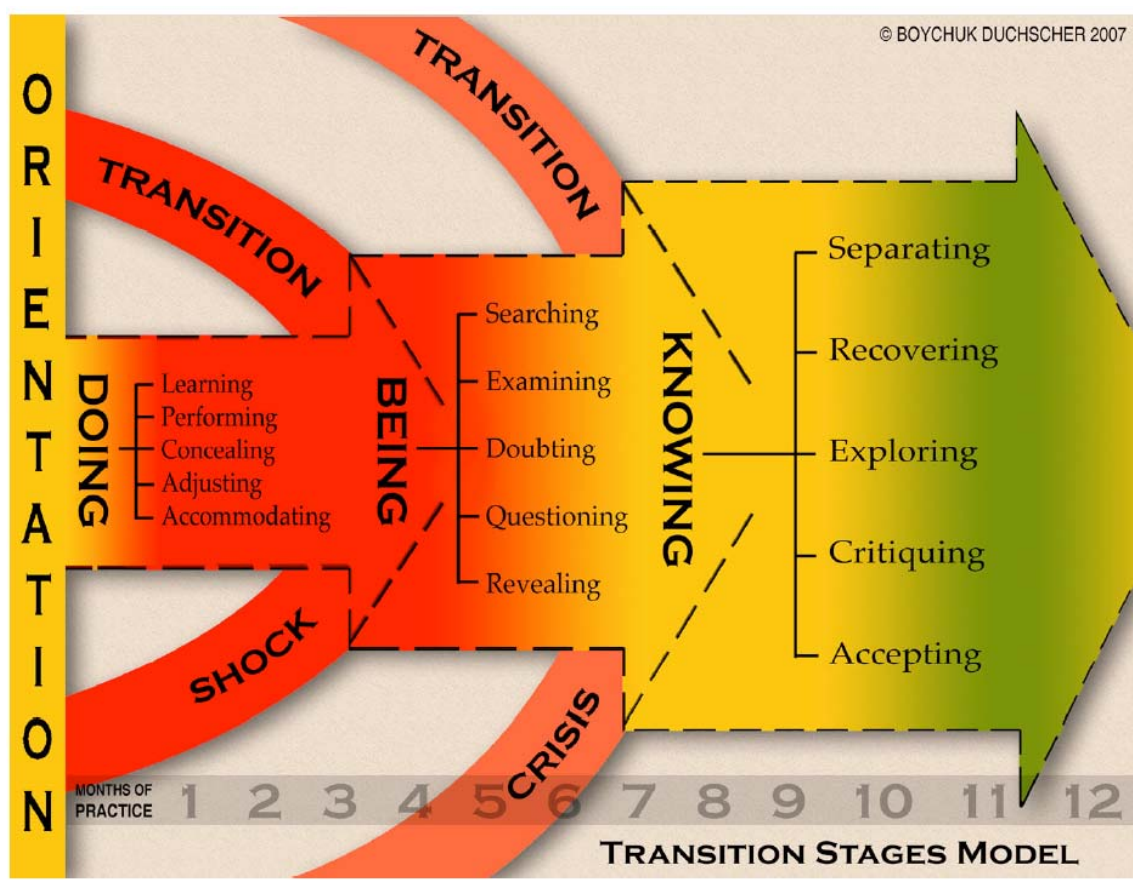 © BOYCHUK DUCHSCHER 2007
ORIENTATION
TRANSITION
SHOCK
TRANSITION
CRISIS
DOING
Learning
Performing
Concealing
Adjusting
Accommodating
BEING
Searching
Examining
Doubting
Questioning
Revealing
KNOWING
Separating
Recovering
Exploring
Critiquing
Accepting
MONTHS OF
PRACTICE
1 2 3 4 5 6 7 8 9 10 11 12
TRANSITION STAGES MODEL